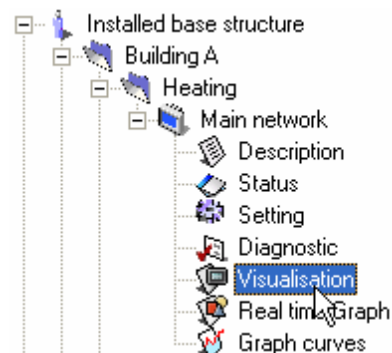 Installed base structure
Building A
Heating
Main network
Description
Status
Setting
Diagnostic
Visualisation
Real time Graph
Graph curves